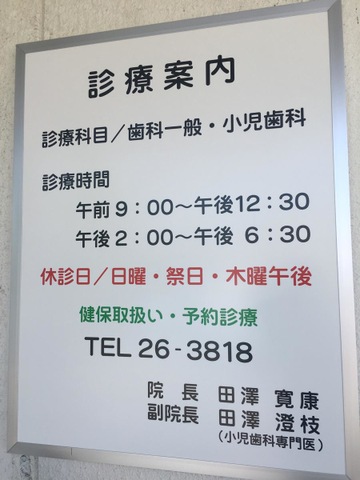 診療案内
診療科目／歯科一般・小児歯科
診療時間
午前 9：00～午後12：30
午後 2：00～午後 6：30
休診日／日曜・祭日・木曜午後
健保取扱い・予約診療
TEL 26-3818
院長 田澤 寛康
副院長 田澤 澄枝
（小児歯科専門医）